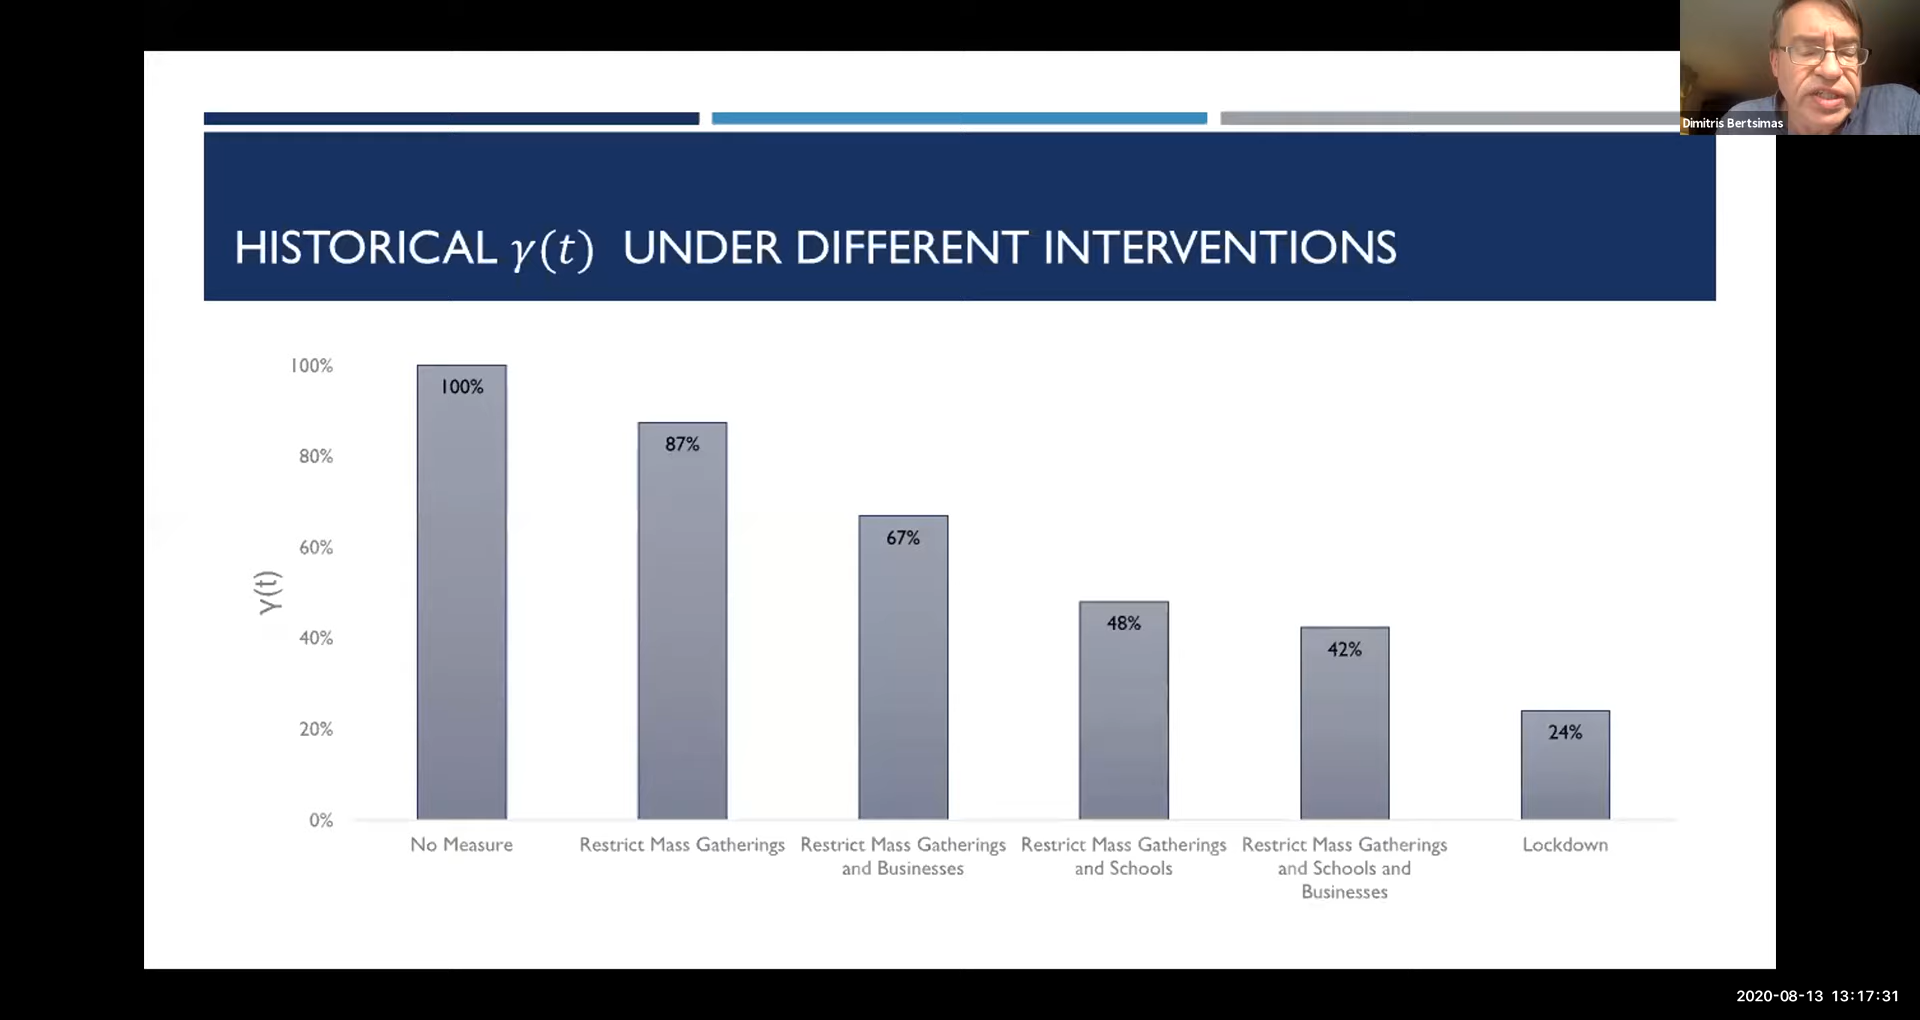 Dimitris Bertsimas
HISTORICAL γ(t) UNDER DIFFERENT INTERVENTIONS
γ(t)
100%
80%
60%
40%
20%
0%
100%
87%
67%
48%
42%
24%
No Measure
Restrict Mass Gatherings
Restrict Mass Gatherings
and Businesses
Restrict Mass Gatherings
and Schools
Restrict Mass Gatherings
and Schools and
Businesses
Lockdown
2020-08-13 13:17:31